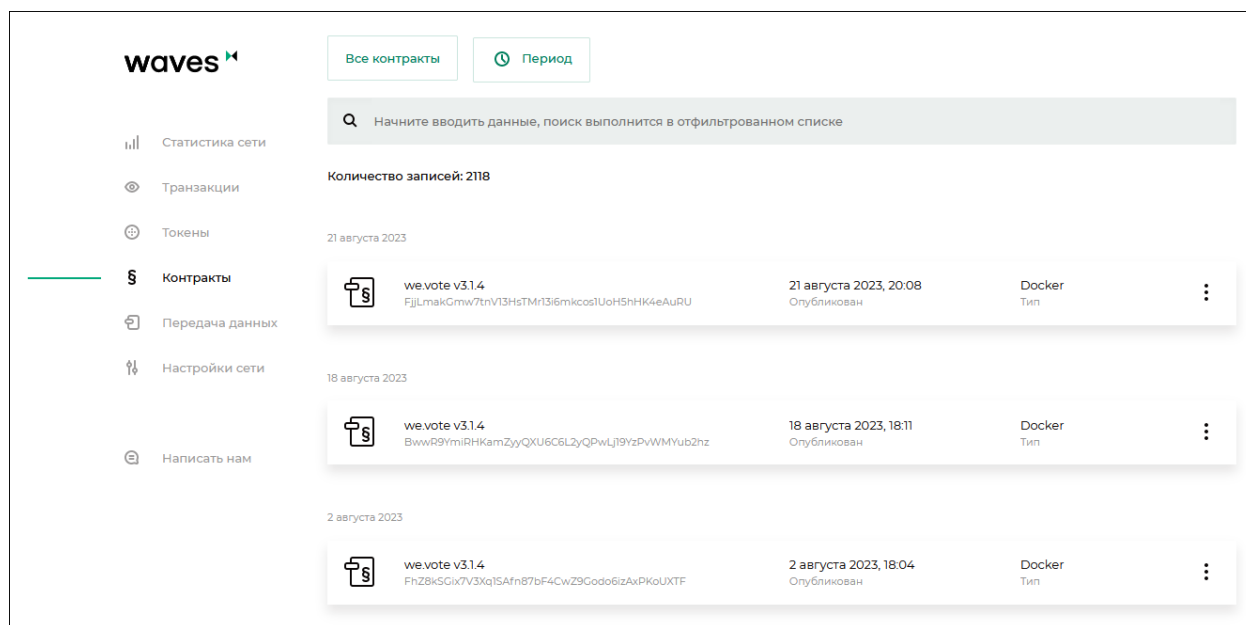 waves
Все контракты
Период
Начните вводить данные, поиск выполнится в отфильтрованном списке
Статистика сети
Транзакции
Токены
Контракты
Передача данных
Настройки сети
Написать нам
Количество записей: 2118
21 августа 2023
we.vote v3.1.4
FjjLmakGmw7tnV13HsTMr13i6mkcos1UoH5hHK4eAuRU
21 августа 2023, 20:08
Опубликован
Docker
Тип
18 августа 2023
we.vote v3.1.4
BwwR9YmiRHKamZyyQXU6C6L2yQPwLj19YzPvWMYub2hz
18 августа 2023, 18:11
Опубликован
Docker
Тип
2 августа 2023
we.vote v3.1.4
FhZ8kSGix7V3Xq1SAfn87bF4CwZ9Godo6izAxPKoUXTF
2 августа 2023, 18:04
Опубликован
Docker
Тип